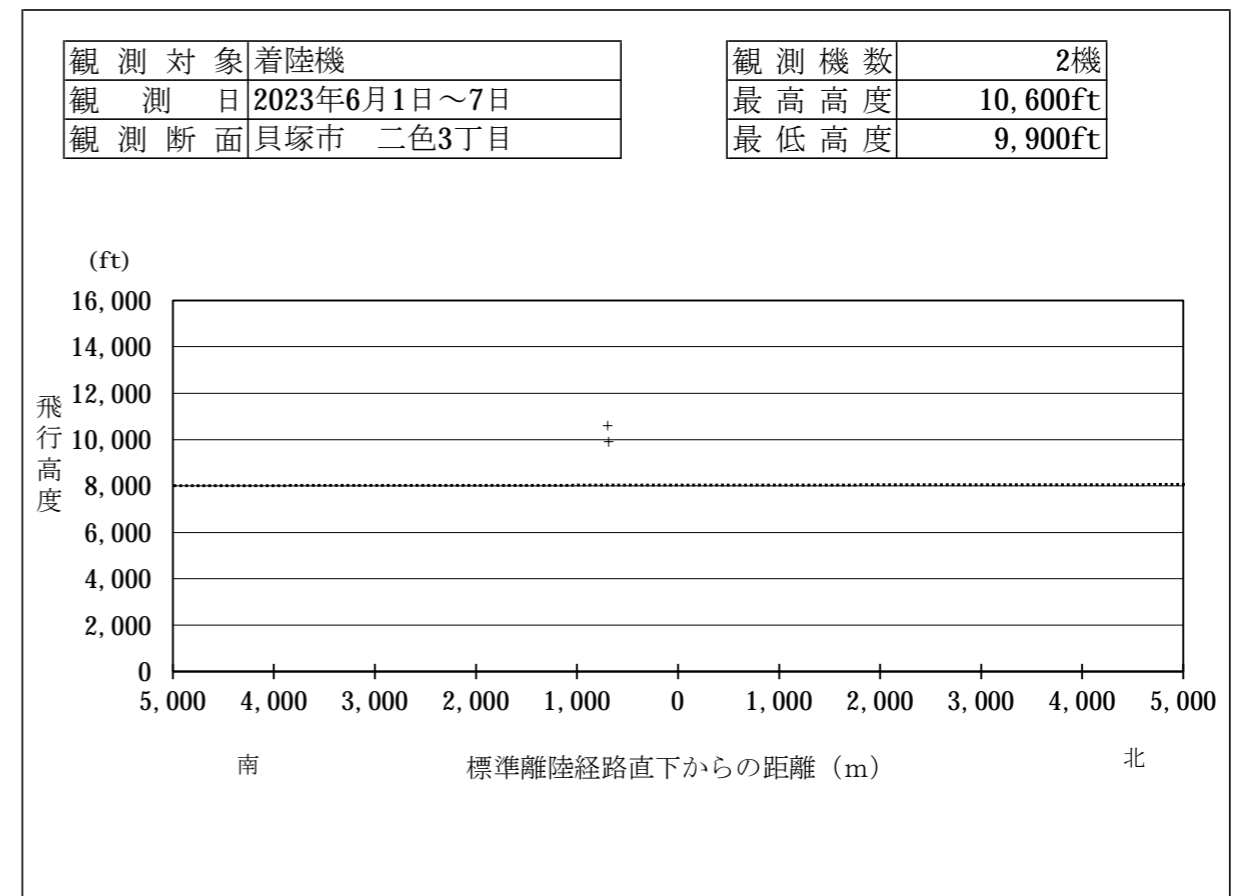 観測対象 着陸機
観測日 2023年6月1日～7日
観測断面 貝塚市　二色3丁目
観測機数 2機
最高高度 10,600ft
最低高度 9,900ft
(ft)
16,000
14,000
12,000
10,000
8,000
6,000
4,000
2,000
0
飛行高度
5,000 4,000 3,000 2,000 1,000 0 1,000 2,000 3,000 4,000 5,000
南 標準離陸経路直下からの距離（m） 北